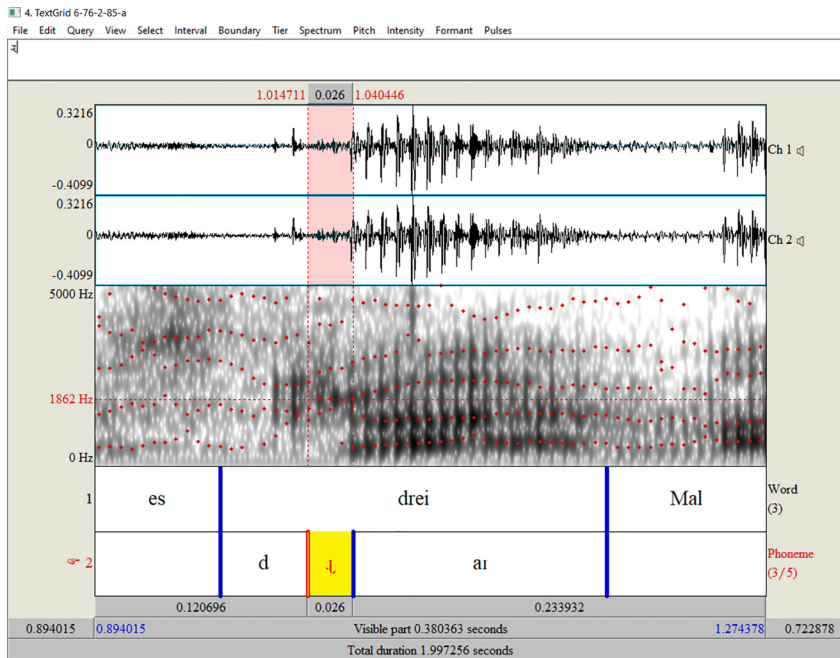 4. TextGrid 6-76-2-85-a
File Edit Query View Select Interval Boundary Tier Spectrum Pitch Intensity Formant Pulses
1.014711 0.026 1.040446
0.3216
0
-0.4099
Ch 1
0.3216
0
-0.4099
Ch 2
5000 Hz
1862 Hz
0 Hz
1 es drei Mal Word
(3)
2 d aɪ Phoneme
(3/5)
0.120696 0.026 0.233932
0.894015 0.894015 Visible part 0.380363 seconds 1.274378 0.722878
Total duration 1.997256 seconds